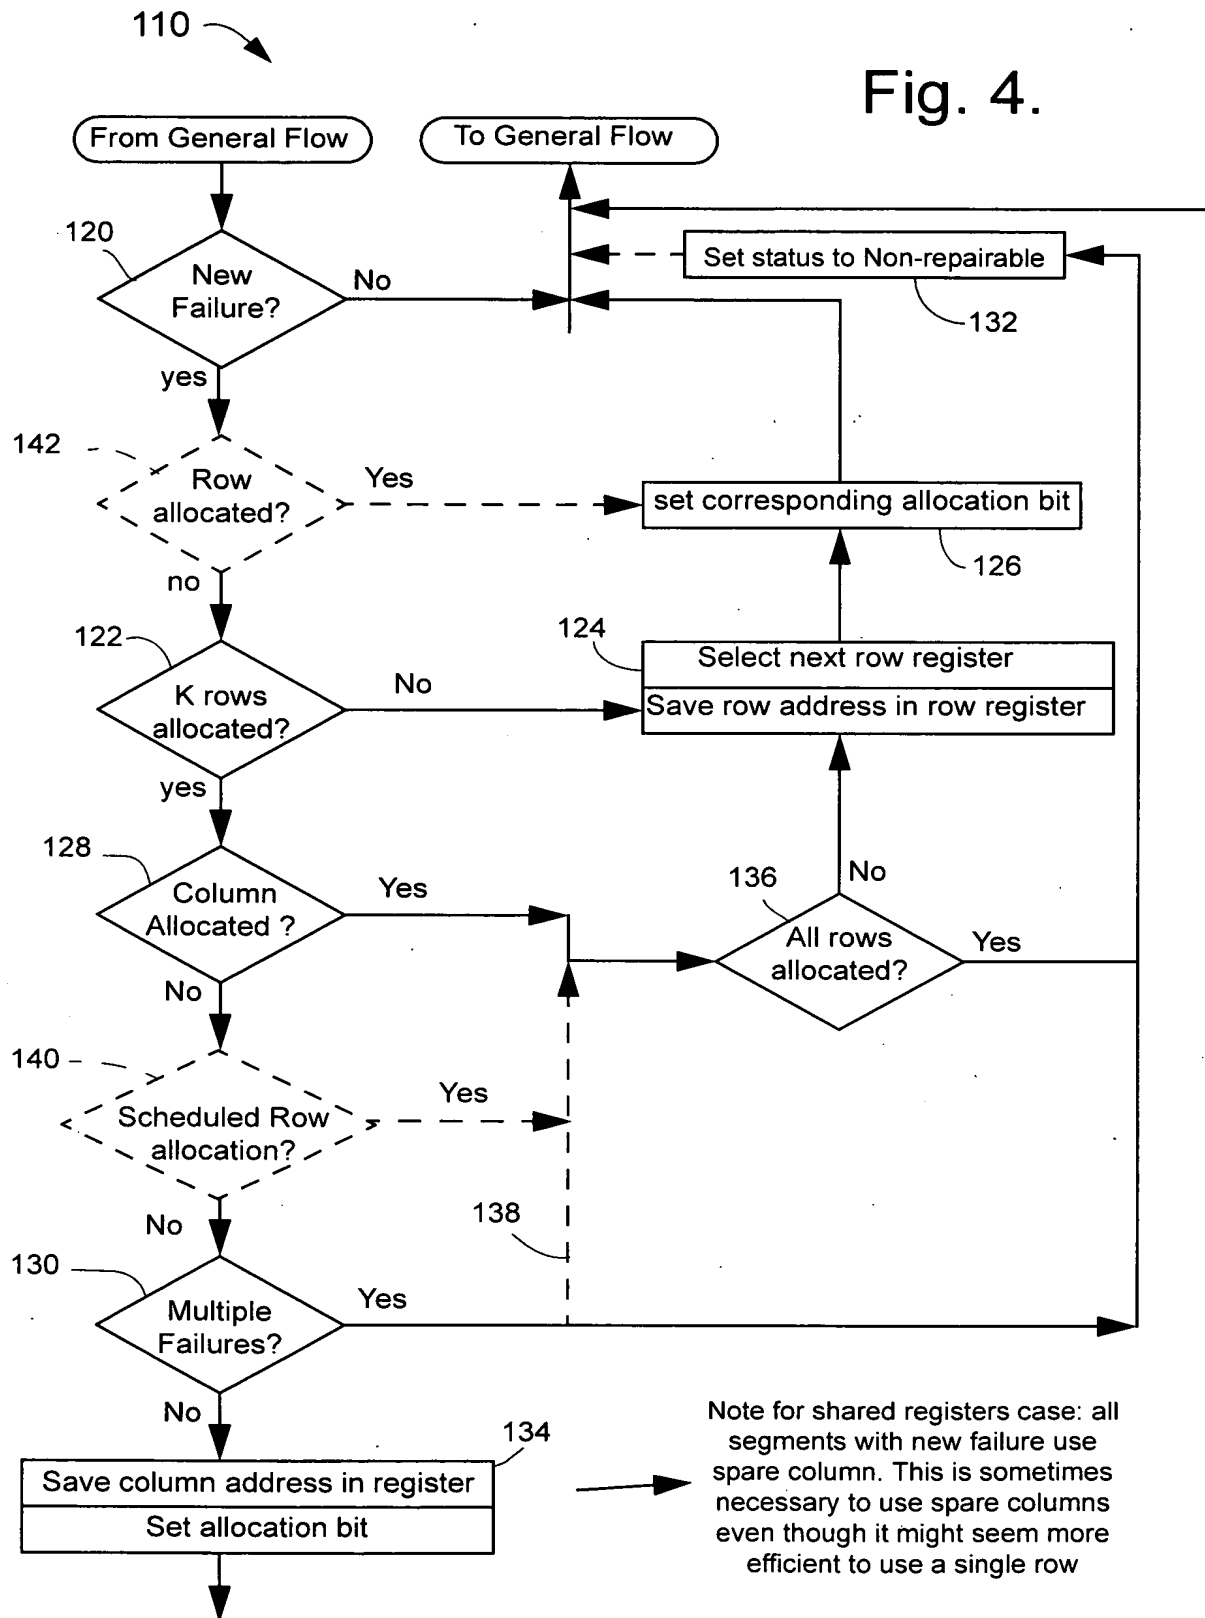 110
Fig. 4.
From General Flow
To General Flow
120
New
Failure?
No
Set status to Non-repairable
132
yes
142
Row
allocated?
Yes
set corresponding allocation bit
126
no
122
K rows
allocated?
No
124
Select next row register
Save row address in row register
yes
128
Column
Allocated ?
Yes
136
No
All rows
allocated?
Yes
No
140
Scheduled Row
allocation?
Yes
138
No
130
Multiple
Failures?
Yes
No
134
Save column address in register
Set allocation bit
Note for shared registers case: all
segments with new failure use
spare column. This is sometimes
necessary to use spare columns
even though it might seem more
efficient to use a single row